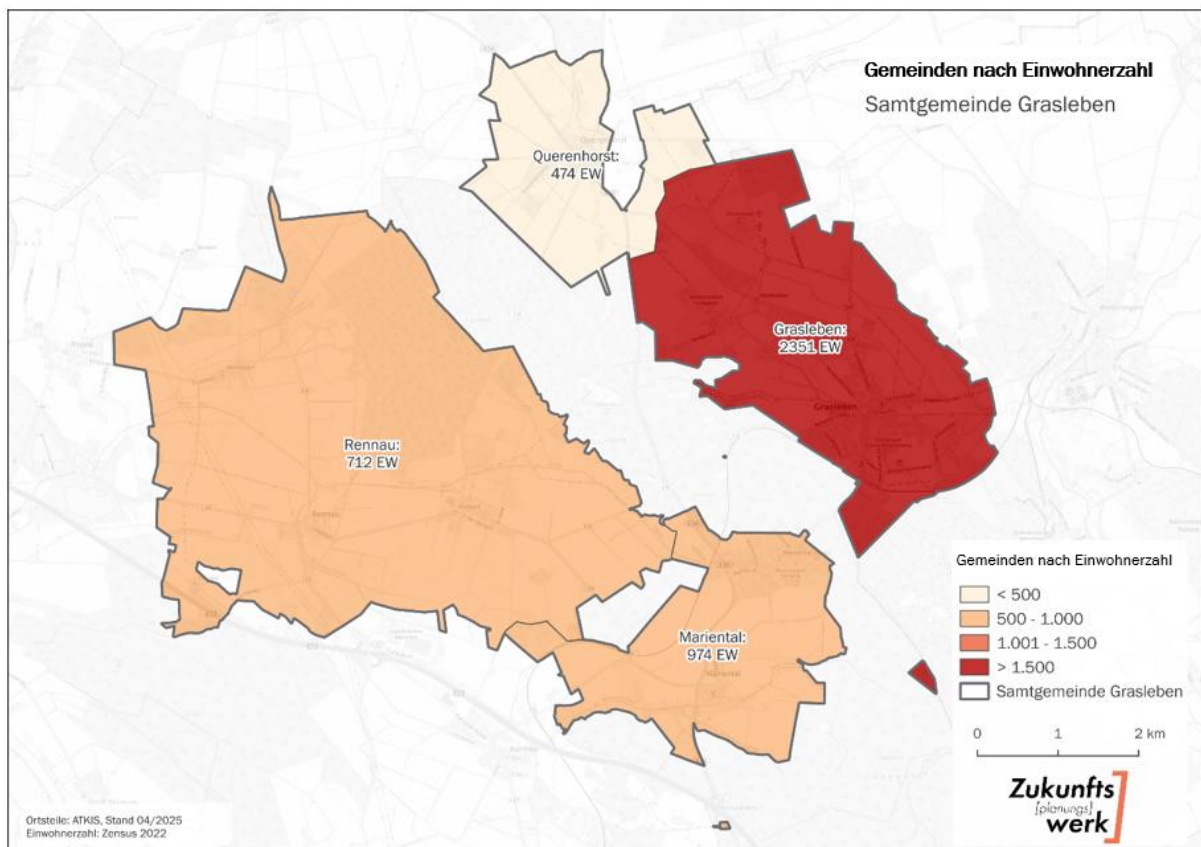 Gemeinden nach Einwohnerzahl
Samtgemeinde Grasleben
Querenhorst:
474 EW
Grasleben:
2351 EW
Grasleben
Rennau:
712 EW
Mariental:
974 EW
Mariental
Gemeinden nach Einwohnerzahl
< 500
500 - 1.000
1.001 - 1.500
> 1.500
Samtgemeinde Grasleben
0 1 2 km
Zukunfts
[planungs]
werk
Ortsteile: ATKIS, Stand 04/2025
Einwohnerzahl: Zensus 2022